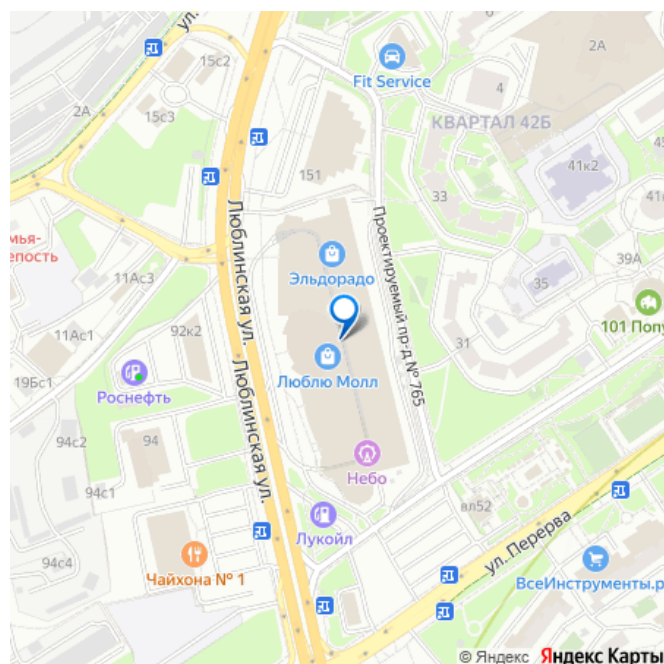 ул.
15с2
2А
4
Fit Service
2А
15с3
КВАРТАЛ 42Б
151
41к2
33
Люблинская ул.
Проектируемый пр-д № 765
Эльдорадо
39А
35
11Ас3
101 Попу
11Ас1
92к2
31
Люблю Молл
19Бс1
Роснефть
Люблинская ул.
94с2
94
Небо
94с1
вл52
Лукойл
ул. Перерва
94с4
Чайхона № 1
ВсеИнструменты.р
© Яндекс Яндекс Карты